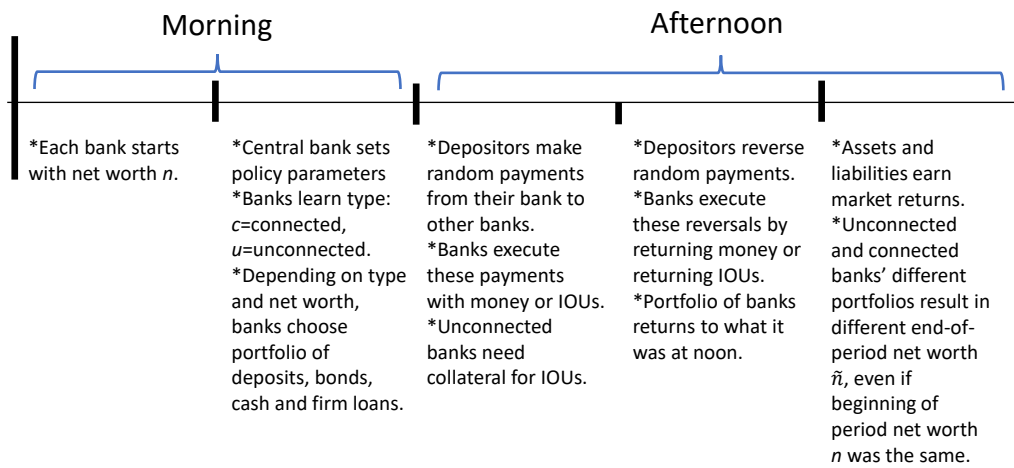 Morning
Afternoon
*Each bank starts
with net worth n.
*Central bank sets
policy parameters
*Banks learn type:
c=connected,
u=unconnected.
*Depending on type
and net worth,
banks choose
portfolio of
deposits, bonds,
cash and firm loans.
*Depositors make
random payments
from their bank to
other banks.
*Banks execute
these payments
with money or IOUs.
*Unconnected
banks need
collateral for IOUs.
*Depositors reverse
random payments.
*Banks execute
these reversals by
returning money or
returning IOUs.
*Portfolio of banks
returns to what it
was at noon.
*Assets and
liabilities earn
market returns.
*Unconnected
and connected
banks’ different
portfolios result in
different end-of-
period net worth
ñ, even if
beginning of
period net worth
n was the same.